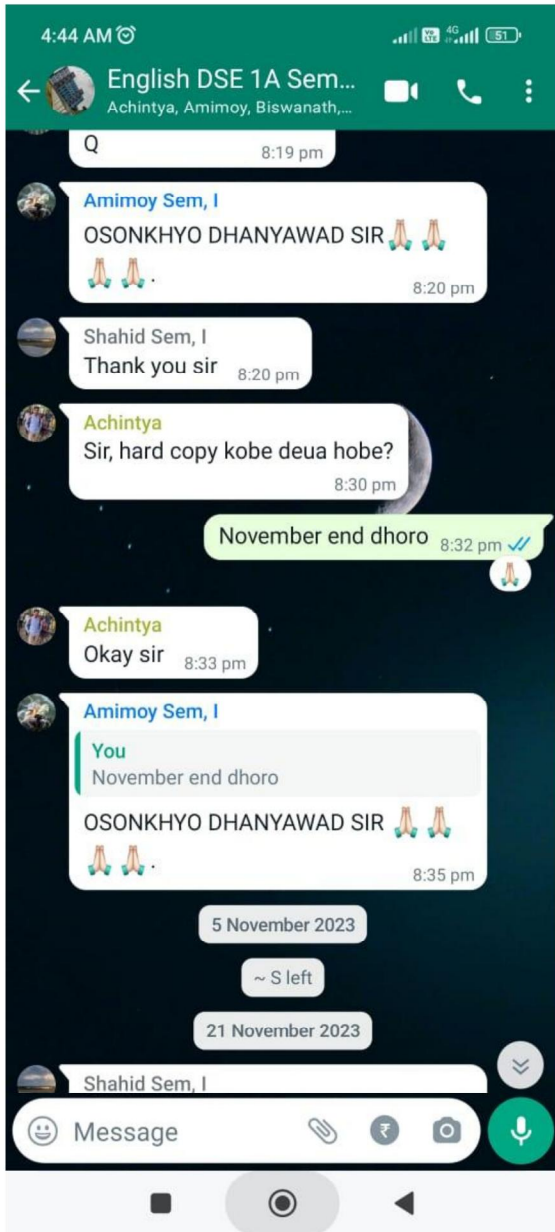 4:44 AM
Vo LTE 4G 51
English DSE 1A Sem...
Achintya, Amimoy, Biswanath,...
Q
8:19 pm
Amimoy Sem, I
OSONKHYO DHANYAWAD SIR🙏🏻 🙏🏻
🙏🏻 🙏🏻.
8:20 pm
Shahid Sem, I
Thank you sir 8:20 pm
Achintya
Sir, hard copy kobe deua hobe?
8:30 pm
November end dhoro 8:32 pm
🙏🏻
Achintya
Okay sir 8:33 pm
Amimoy Sem, I
You
November end dhoro
OSONKHYO DHANYAWAD SIR 🙏🏻 🙏🏻
🙏🏻 🙏🏻.
8:35 pm
5 November 2023
~ S left
21 November 2023
Shahid Sem, I
Message ₹